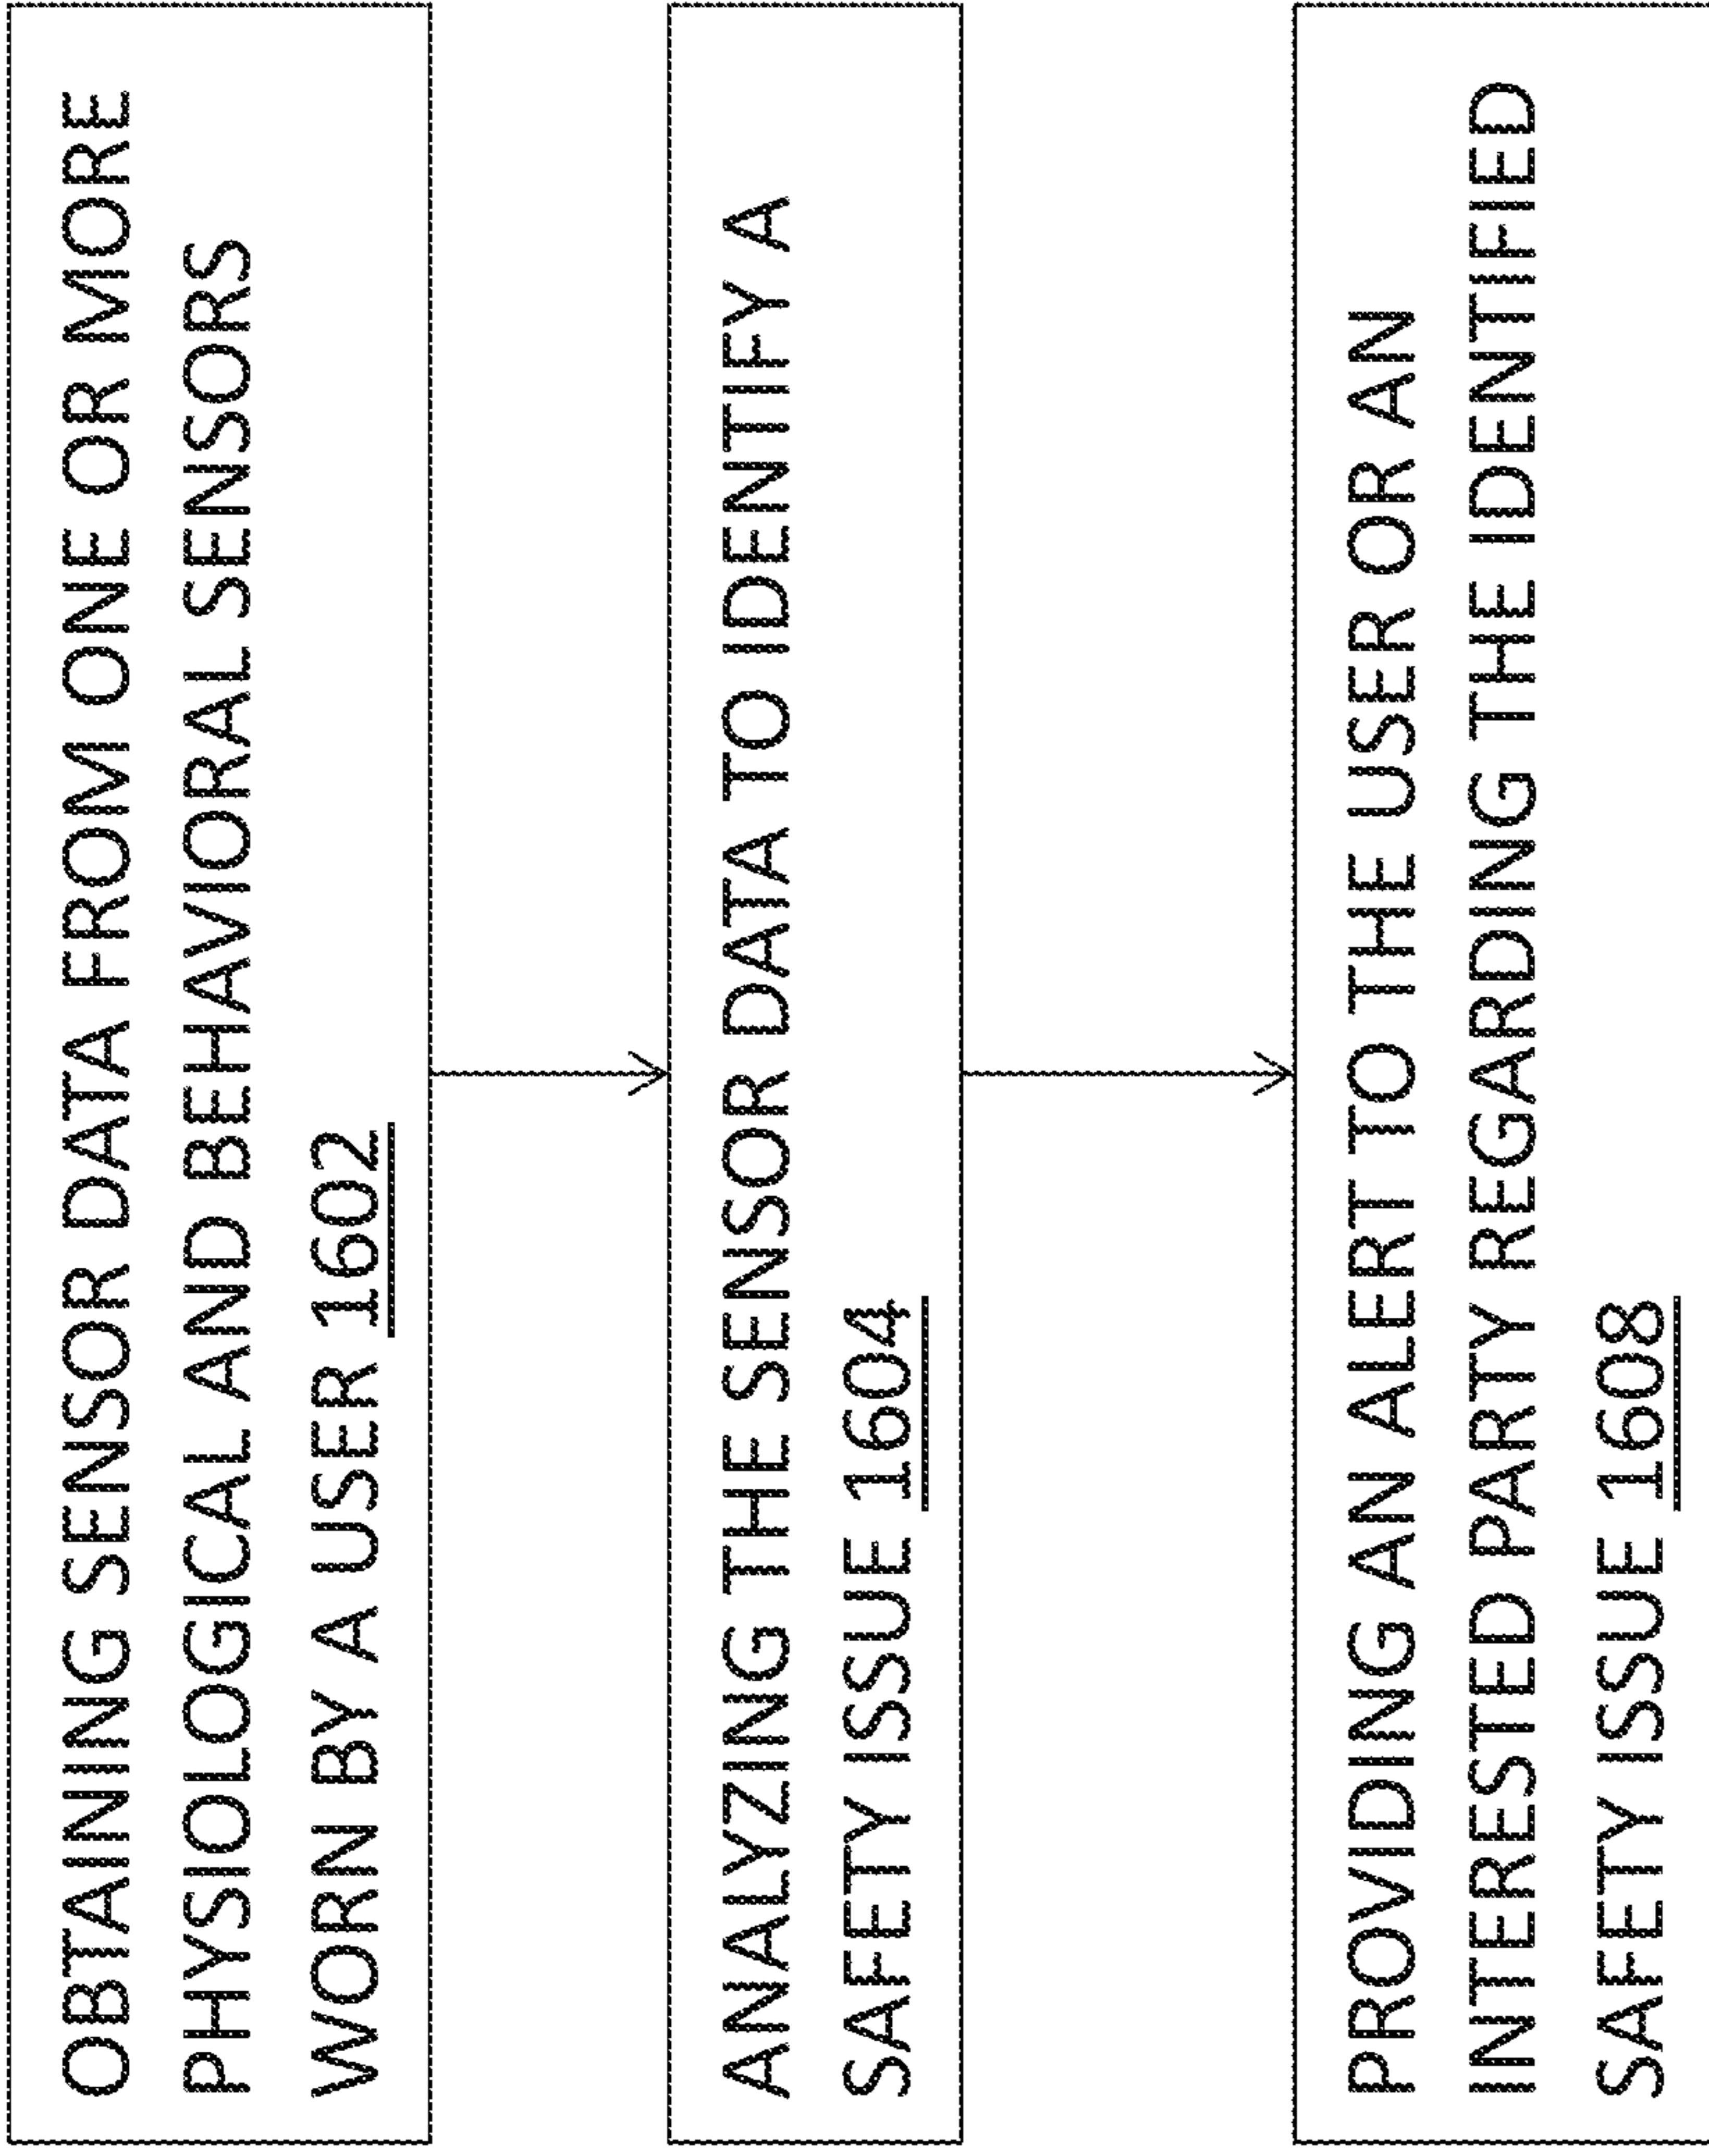 OBTAINING SENSOR DATA FROM ONE OR MORE
PHYSIOLOGICAL AND BEHAVIORAL SENSORS
WORN BY A USER 1602
ANALYZING THE SENSOR DATA TO IDENTIFY A
SAFETY ISSUE 1604
PROVIDING AN ALERT TO THE USER OR AN
INTERESTED PARTY REGARDING THE IDENTIFIED
SAFETY ISSUE 1608